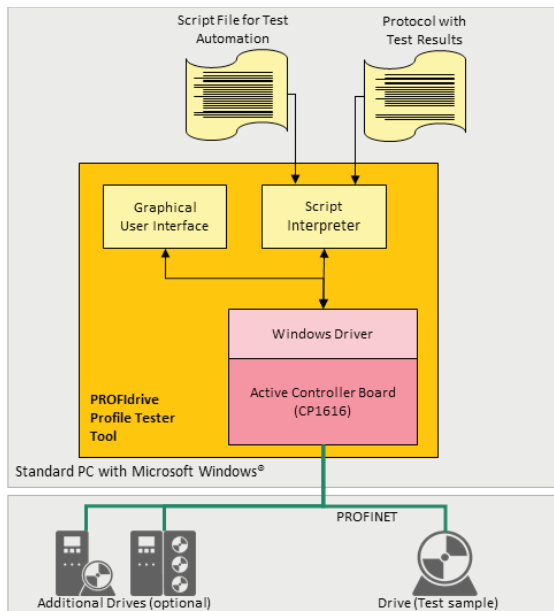 Script File for Test
Automation
Protocol with
Test Results
Graphical
User Interface
Script
Interpreter
Windows Driver
Active Controller Board
(CP1616)
PROFIdrive
Profile Tester
Tool
Standard PC with Microsoft Windows®
PROFINET
Additional Drives (optional)
Drive (Test sample)